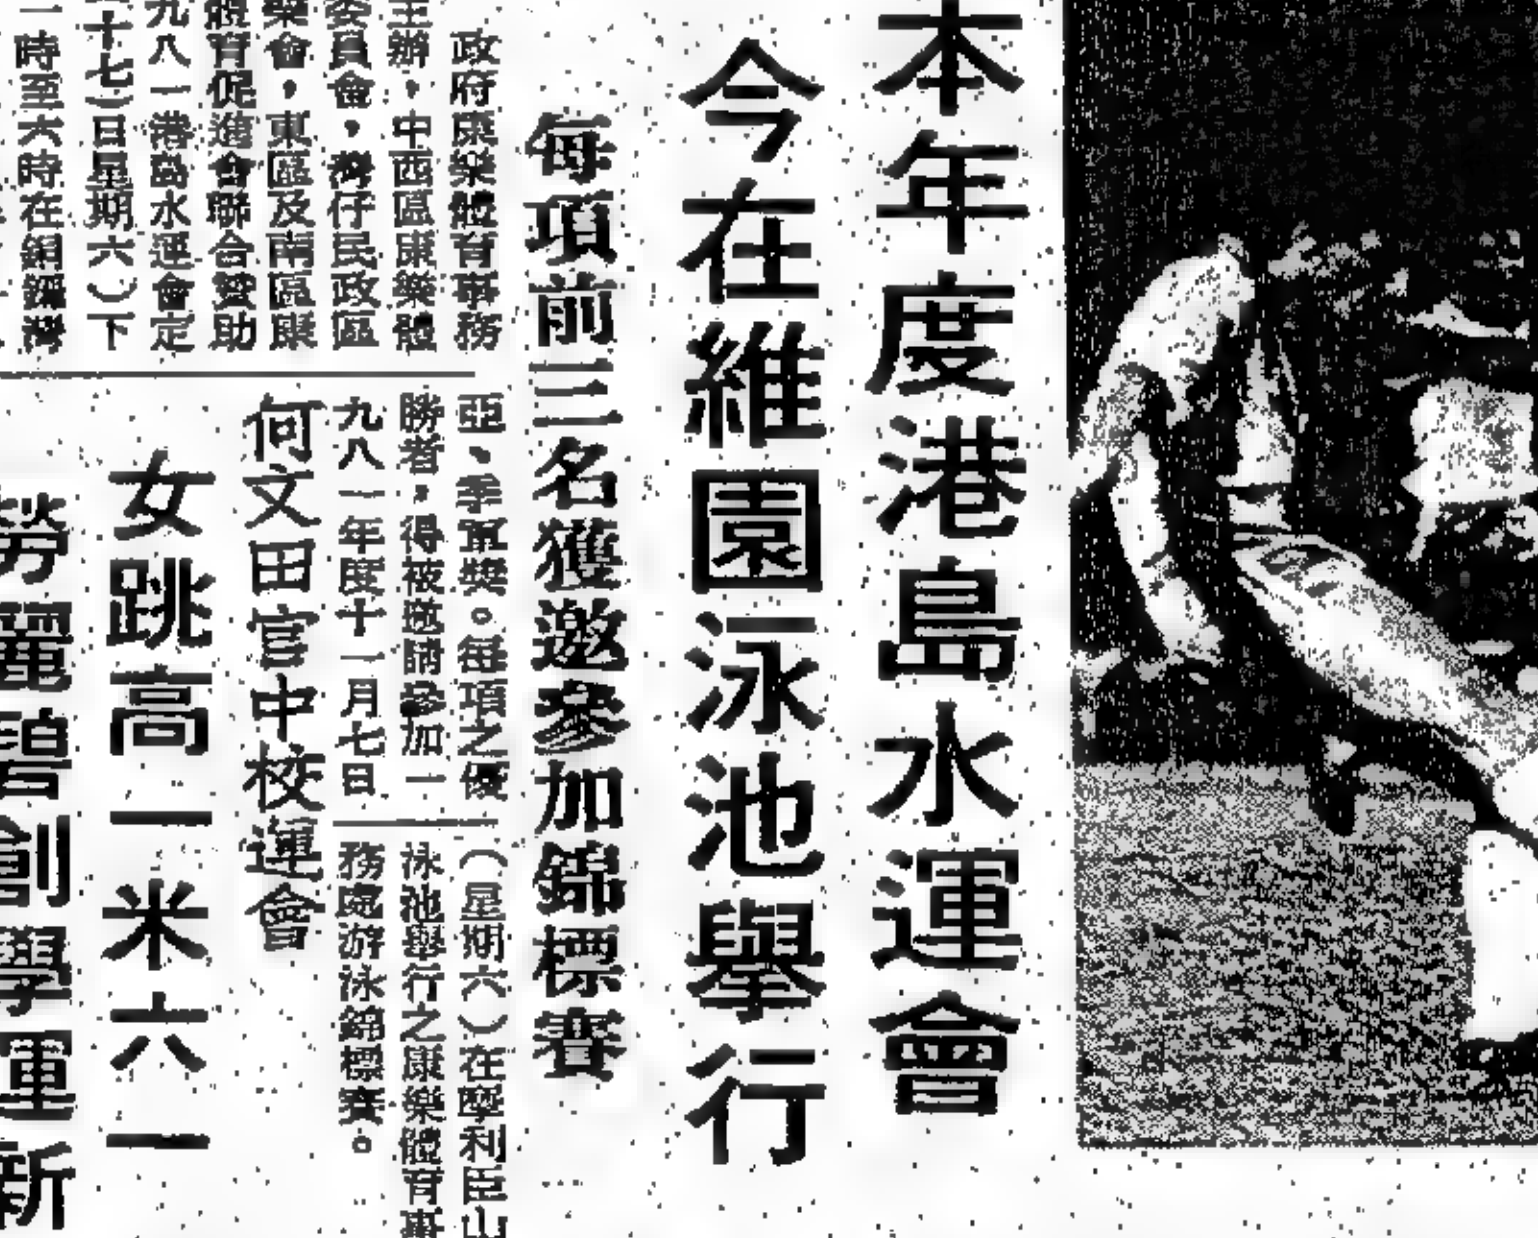 本年度港島水運會
今在維園泳池舉行
每項前三名獲邀參加錦標賽
政府康樂體育事務
主辦，中西區康樂體
委員會，灣仔民政區
樂會，東區及南區康
體育促進會聯合贊助
九八一港島水運會定
十七）日星期六（）下
一時至六時在銅鑼灣
亞、季軍獎。每項之優
勝者，得被邀請參加一
九八一年度十一月七日
（星期六）在摩利臣山
泳池舉行之康樂體育事
務處游泳錦標賽。
何文田官中校運會
女跳高一米六一
勞麗碧創學運新